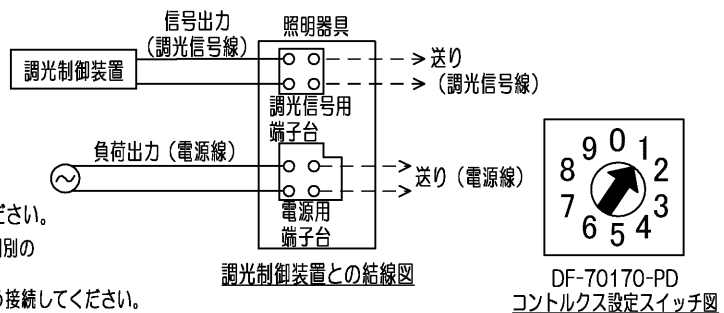 信号出力
(調光信号線)
照明器具
調光制御装置
送り
(調光信号線)
調光信号用
端子台
負荷出力(電源線)
送り(電源線)
電源用
端子台
ださい。
別の
接続してください。
調光制御装置との結線図
0
1
2
3
4
5
6
7
8
9
DF-70170-PD
コントルクス設定スイッチ図